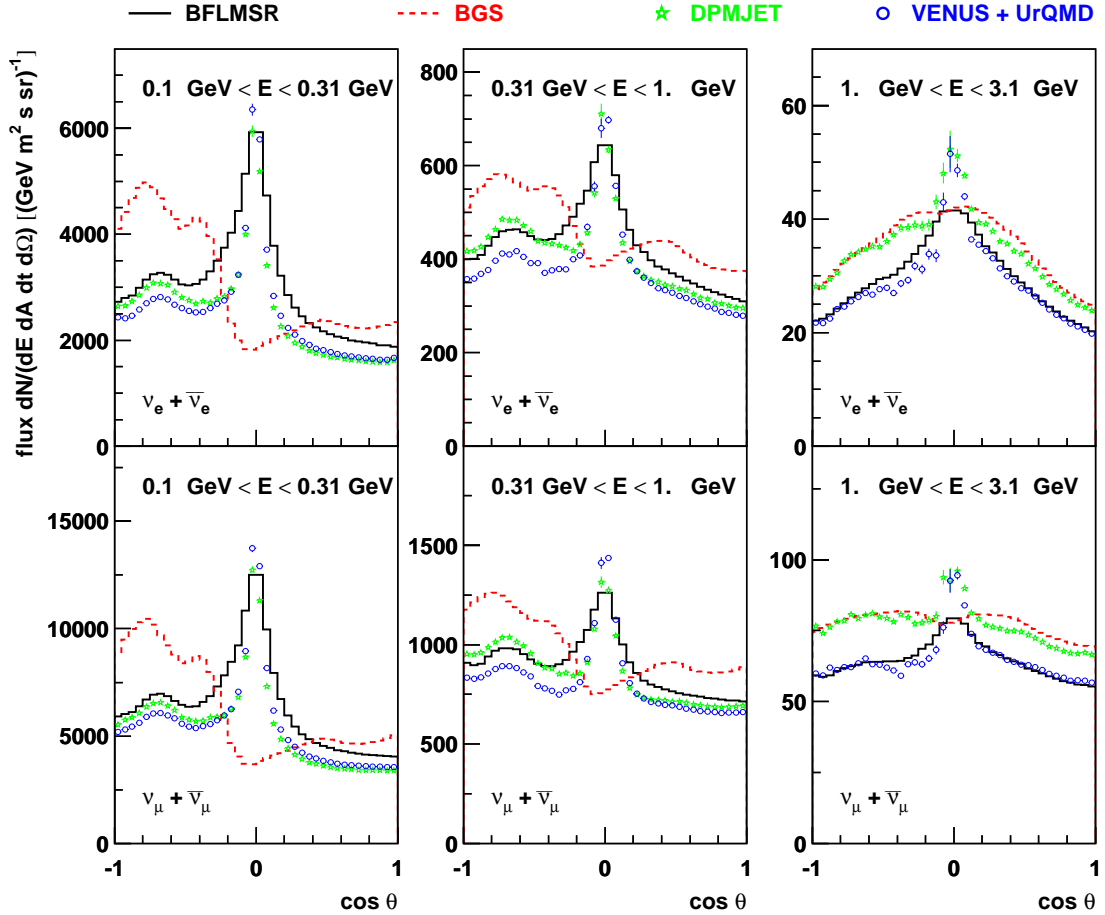 BFLMSR BGS DPMJET VENUS + UrQMD
flux dN/(dE dA dt dΩ) [(GeV m² s sr)⁻¹]
0.1 GeV < E < 0.31 GeV
6000
4000
2000
0
νe + ν̅e
0.31 GeV < E < 1. GeV
800
600
400
200
0
νe + ν̅e
1. GeV < E < 3.1 GeV
60
40
20
0
νe + ν̅e
0.1 GeV < E < 0.31 GeV
15000
10000
5000
0
νμ + ν̅μ
-1 0 1
cos θ
0.31 GeV < E < 1. GeV
1500
1000
500
0
νμ + ν̅μ
-1 0 1
cos θ
1. GeV < E < 3.1 GeV
100
50
0
νμ + ν̅μ
-1 0 1
cos θ